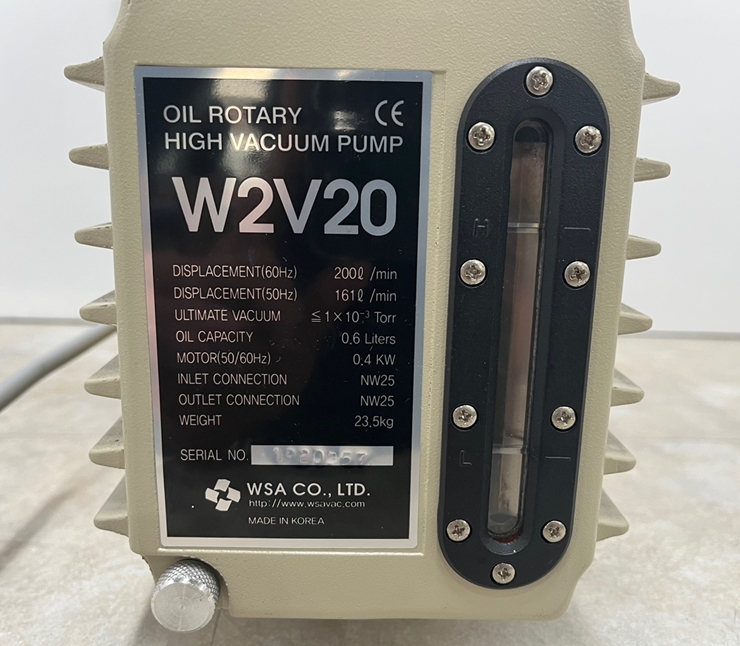 OIL ROTARY CE
HIGH VACUUM PUMP
W2V20
DISPLACEMENT(60Hz) 200ℓ /min
DISPLACEMENT(50Hz) 161ℓ /min
ULTIMATE VACUUM ≦1×10⁻³ Torr
OIL CAPACITY 0.6 Liters
MOTOR(50/60Hz) 0.4 KW
INLET CONNECTION NW25
OUTLET CONNECTION NW25
WEIGHT 23.5kg
SERIAL NO.
WSA CO., LTD.
http://www.wsavac.com
MADE IN KOREA
H
L